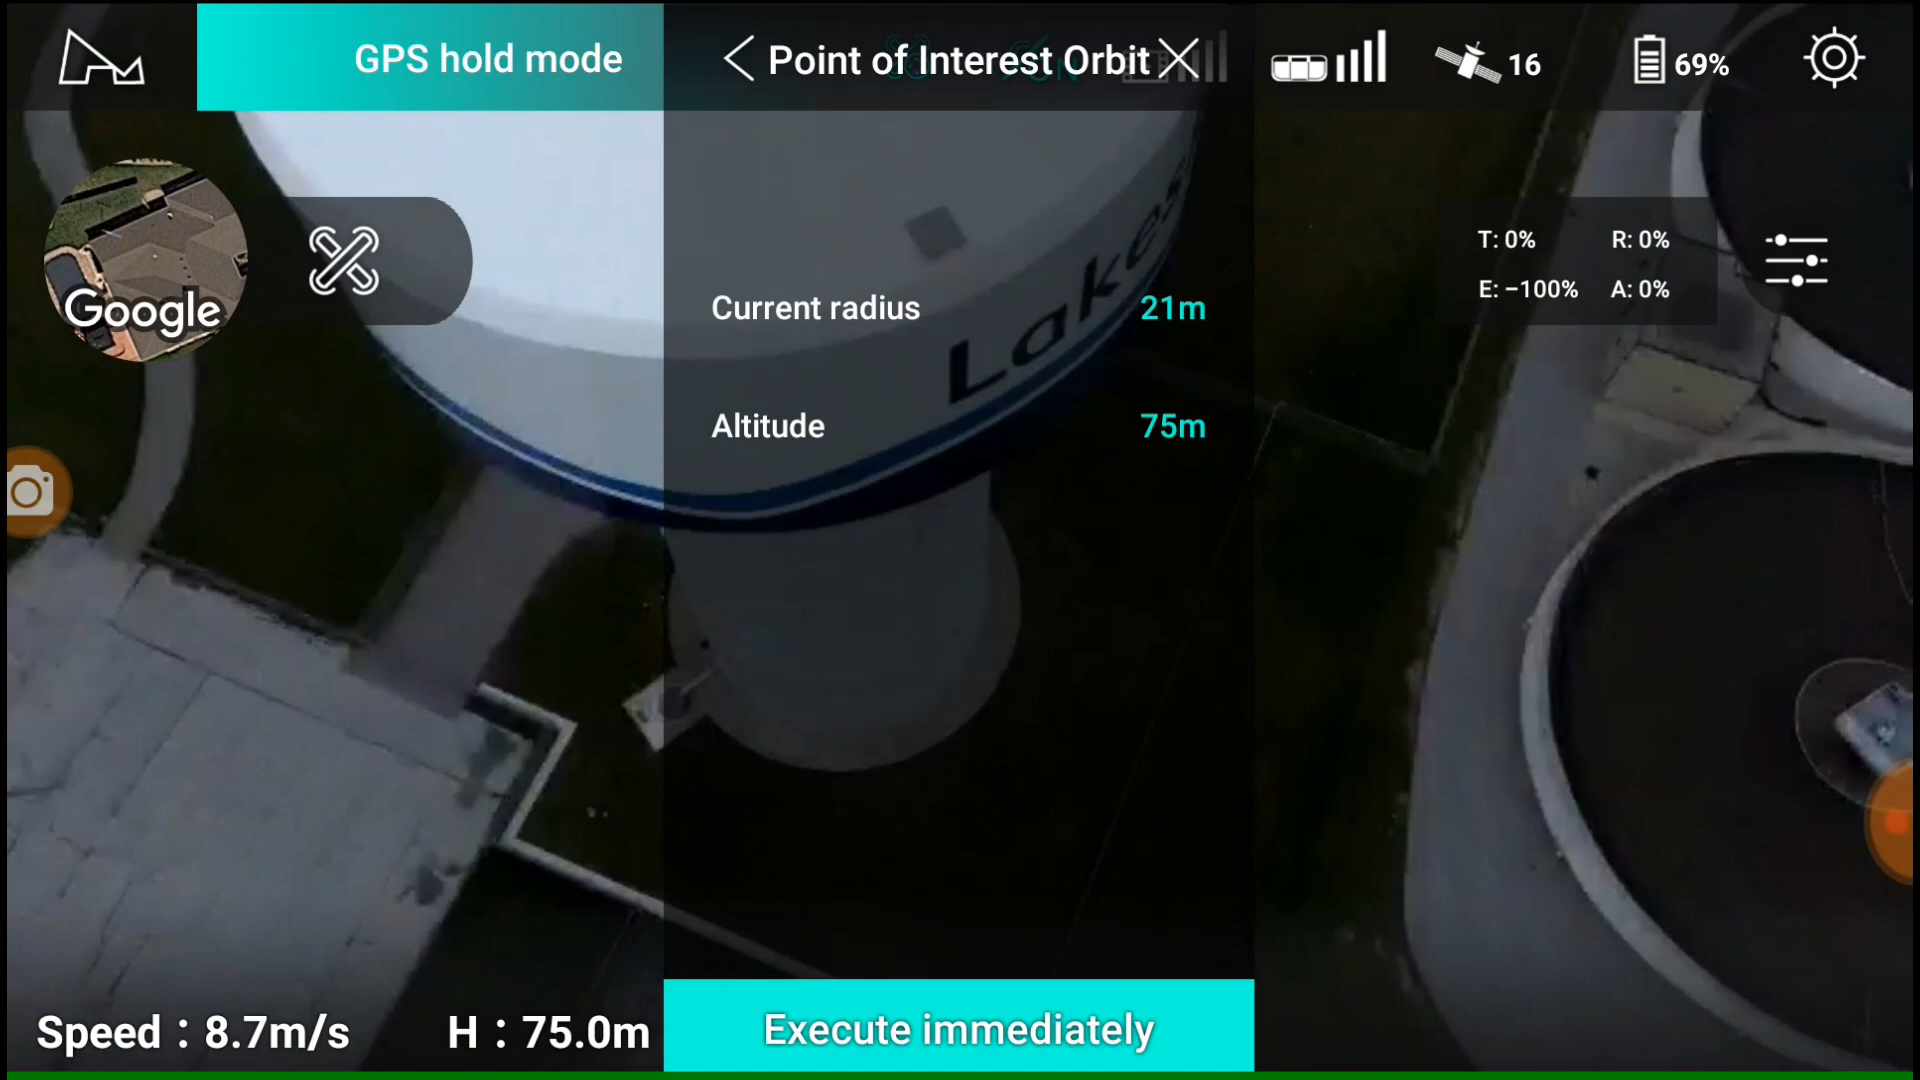 GPS hold mode
Point of Interest Orbit
16
69%
Google
T: 0%
R: 0%
E: −100%
A: 0%
Current radius
21m
Lakes
Altitude
75m
Speed : 8.7m/s
H : 75.0m
Execute immediately